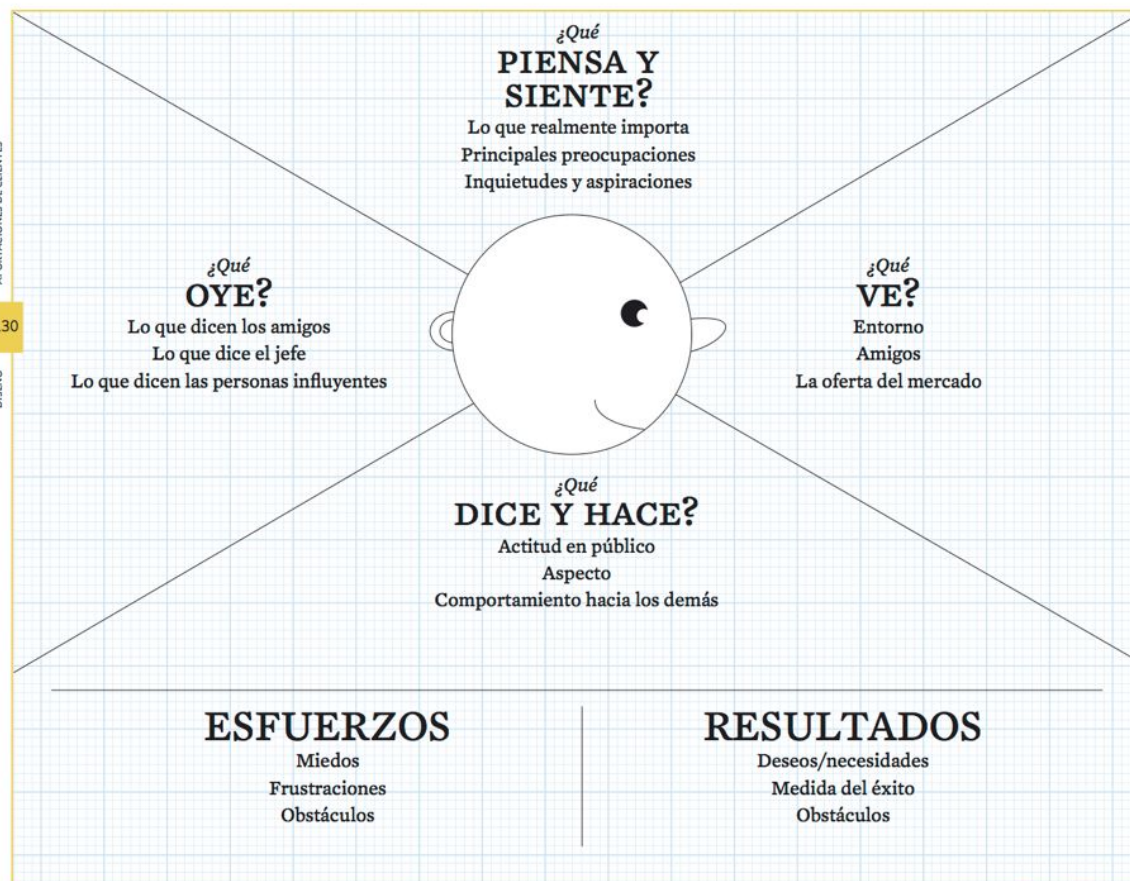 ¿Qué
PIENSA Y
SIENTE?
Lo que realmente importa
Principales preocupaciones
Inquietudes y aspiraciones
¿Qué
OYE?
Lo que dicen los amigos
Lo que dice el jefe
Lo que dicen las personas influyentes
¿Qué
VE?
Entorno
Amigos
La oferta del mercado
¿Qué
DICE Y HACE?
Actitud en público
Aspecto
Comportamiento hacia los demás
ESFUERZOS
Miedos
Frustraciones
Obstáculos
RESULTADOS
Deseos/necesidades
Medida del éxito
Obstáculos
30